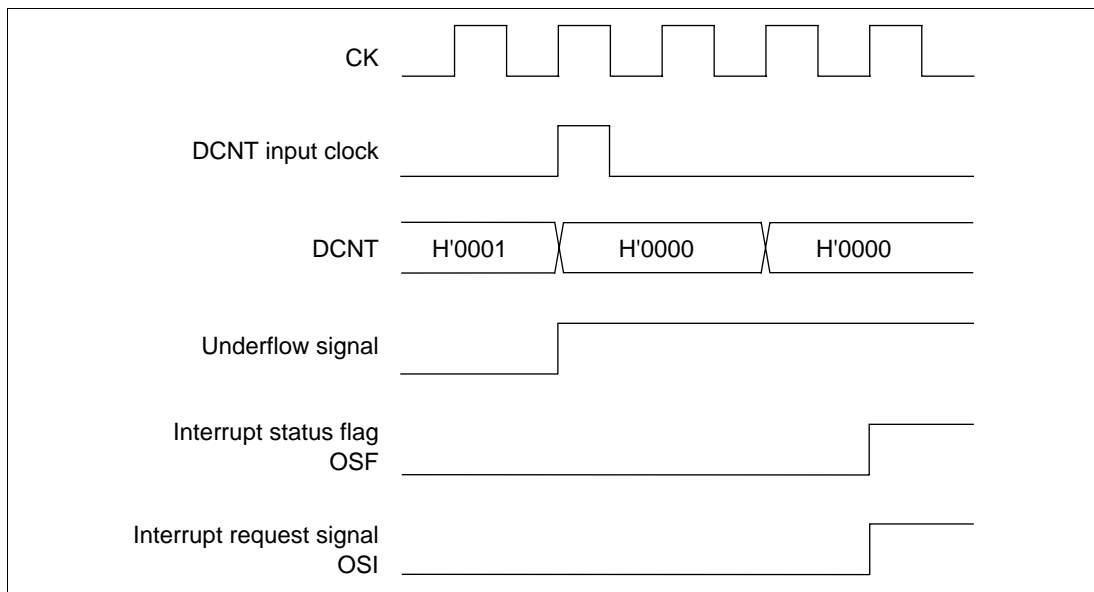 CK
DCNT input clock
DCNT
H'0001
H'0000
H'0000
Underflow signal
Interrupt status flag
OSF
Interrupt request signal
OSI